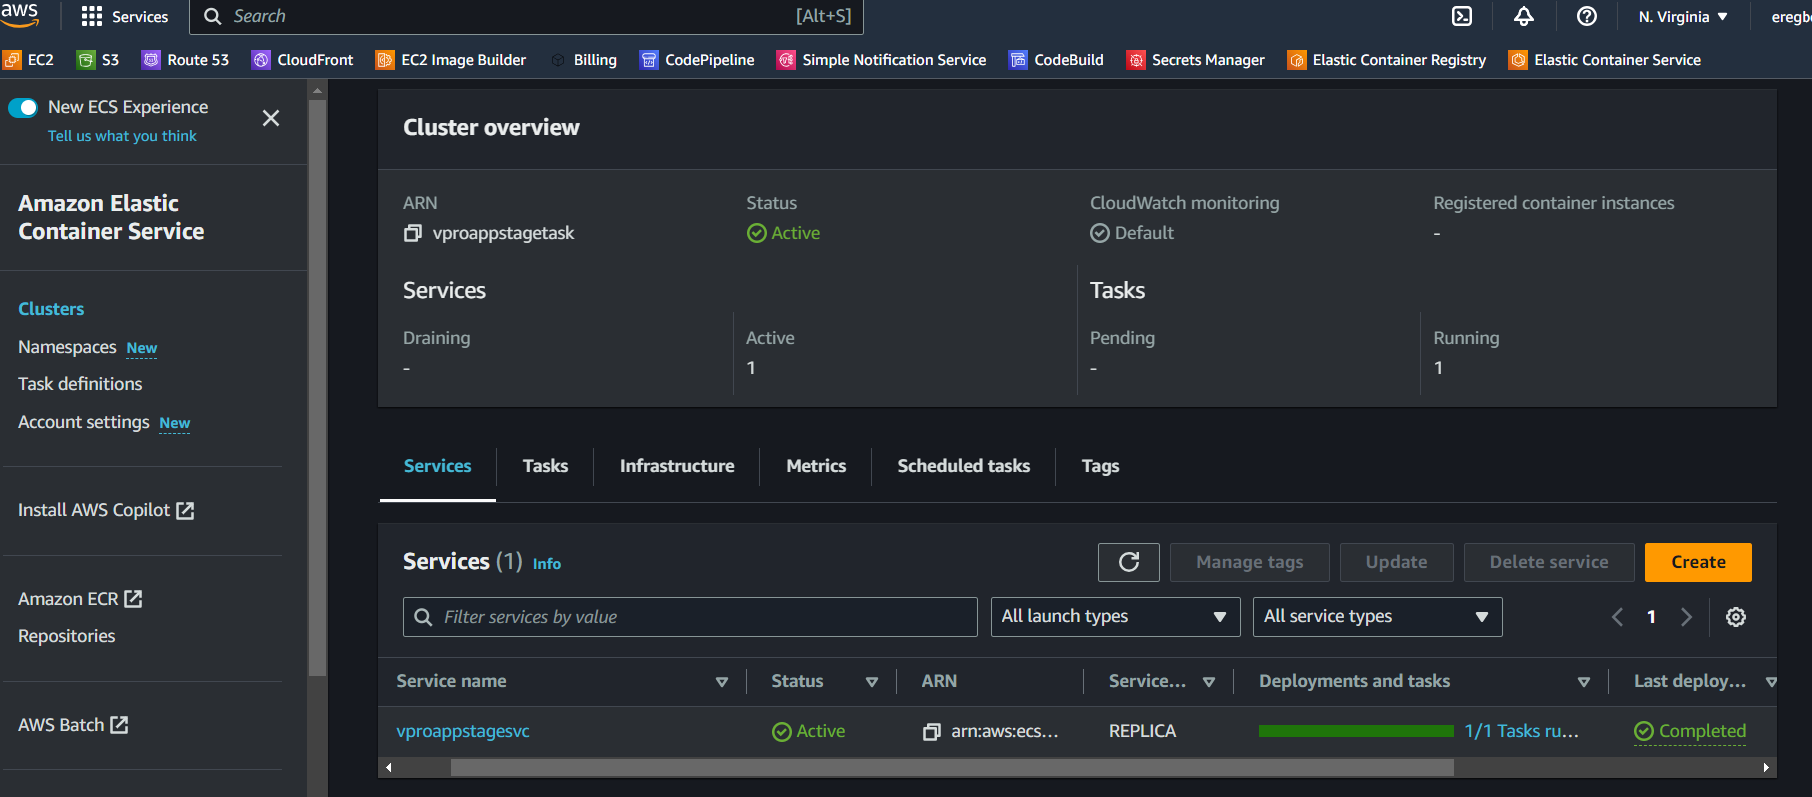 aws
Services
Search
[Alt+S]
N. Virginia
eregb
EC2
S3
Route 53
CloudFront
EC2 Image Builder
Billing
CodePipeline
Simple Notification Service
CodeBuild
Secrets Manager
Elastic Container Registry
Elastic Container Service
New ECS Experience
Tell us what you think
Amazon Elastic
Container Service
Clusters
Namespaces New
Task definitions
Account settings New
Install AWS Copilot
Amazon ECR
Repositories
AWS Batch
Cluster overview
ARN
vproappstagetask
Status
Active
CloudWatch monitoring
Default
Registered container instances
-
Services
Draining
-
Active
1
Tasks
Pending
-
Running
1
Services
Tasks
Infrastructure
Metrics
Scheduled tasks
Tags
Services (1) Info
Manage tags
Update
Delete service
Create
Filter services by value
All launch types
All service types
1
Service name
Status
ARN
Service...
Deployments and tasks
Last deploy...
vproappstagesvc
Active
arn:aws:ecs...
REPLICA
1/1 Tasks ru...
Completed